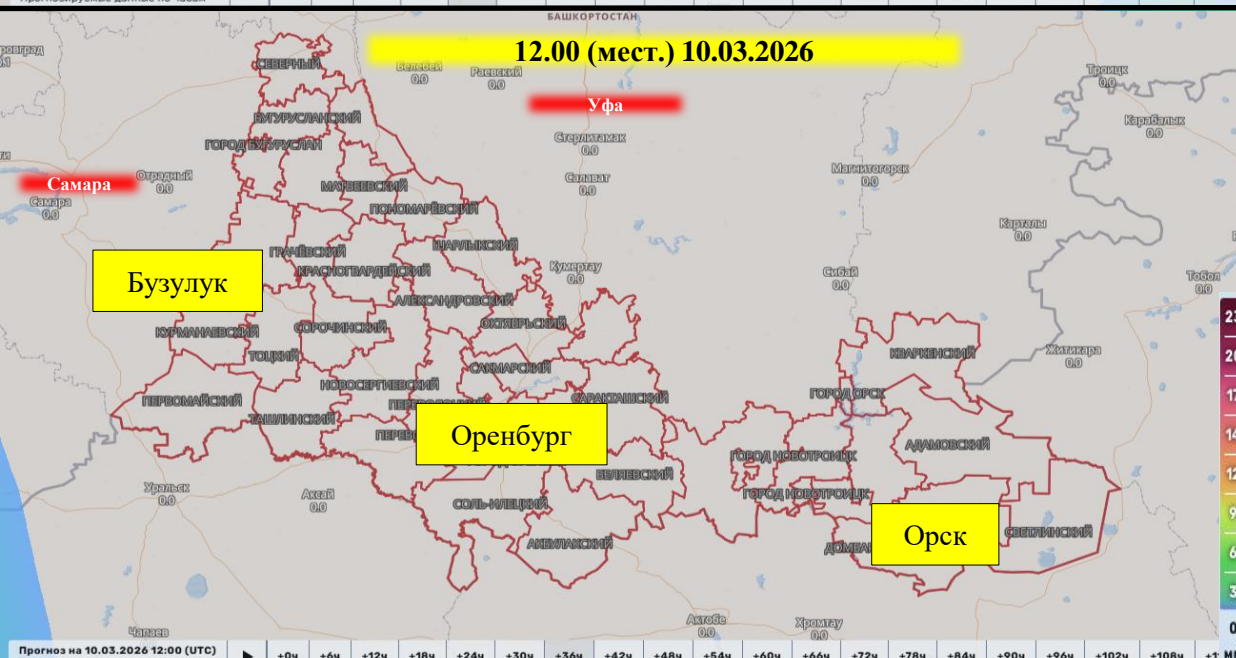 БАШКОРТОСТАН
12.00 (мест.) 10.03.2026
СЕВЕРНЫЙ
Белебей
0.0
Раевский
0.0
Троицк
0.0
Уфа
Карабалык
0.0
БУГУРУСЛАНСКИЙ
ГОРОД БУГУРУСЛАН
Стерлитамак
0.0
Самара
Отрадный
0.0
МАТВЕЕВСКИЙ
Салават
0.0
Магнитогорск
0.0
Самара
0.0
ПОНОМАРЁВСКИЙ
Карталы
0.0
ГРАЧЁВСКИЙ
ШАРЛЫКСКИЙ
КРАСНОГВАРДЕЙСКИЙ
Кумертау
0.0
Сибай
0.0
Тобол
0.0
Бузулук
АЛЕКСАНДРОВСКИЙ
ОКТЯБРЬСКИЙ
КУРМАНАЕВСКИЙ
СОРОЧИНСКИЙ
ТОЦКИЙ
КВАРКЕНСКИЙ
Житикара
0.0
САКМАРСКИЙ
НОВОСЕРГИЕВСКИЙ
ПЕРВОМАЙСКИЙ
САРАКТАШСКИЙ
ГОРОД ОРСК
ТАШЛИНСКИЙ
Оренбург
АДАМОВСКИЙ
ГОРОД НОВОТРОИЦК
БЕЛЯЕВСКИЙ
Уральск
0.0
Аксай
0.0
ГОРОД НОВОТРОИЦК
СОЛЬ-ИЛЕЦКИЙ
Орск
СВЕТЛИНСКИЙ
АКБУЛАКСКИЙ
Чапаев
0.0
Актобе
0.0
Хромтау
0.0
Прогноз на 10.03.2026 12:00 (UTC)
+0ч +6ч +12ч +18ч +24ч +30ч +36ч +42ч +48ч +54ч +60ч +66ч +72ч +78ч +84ч +90ч +96ч +102ч +108ч